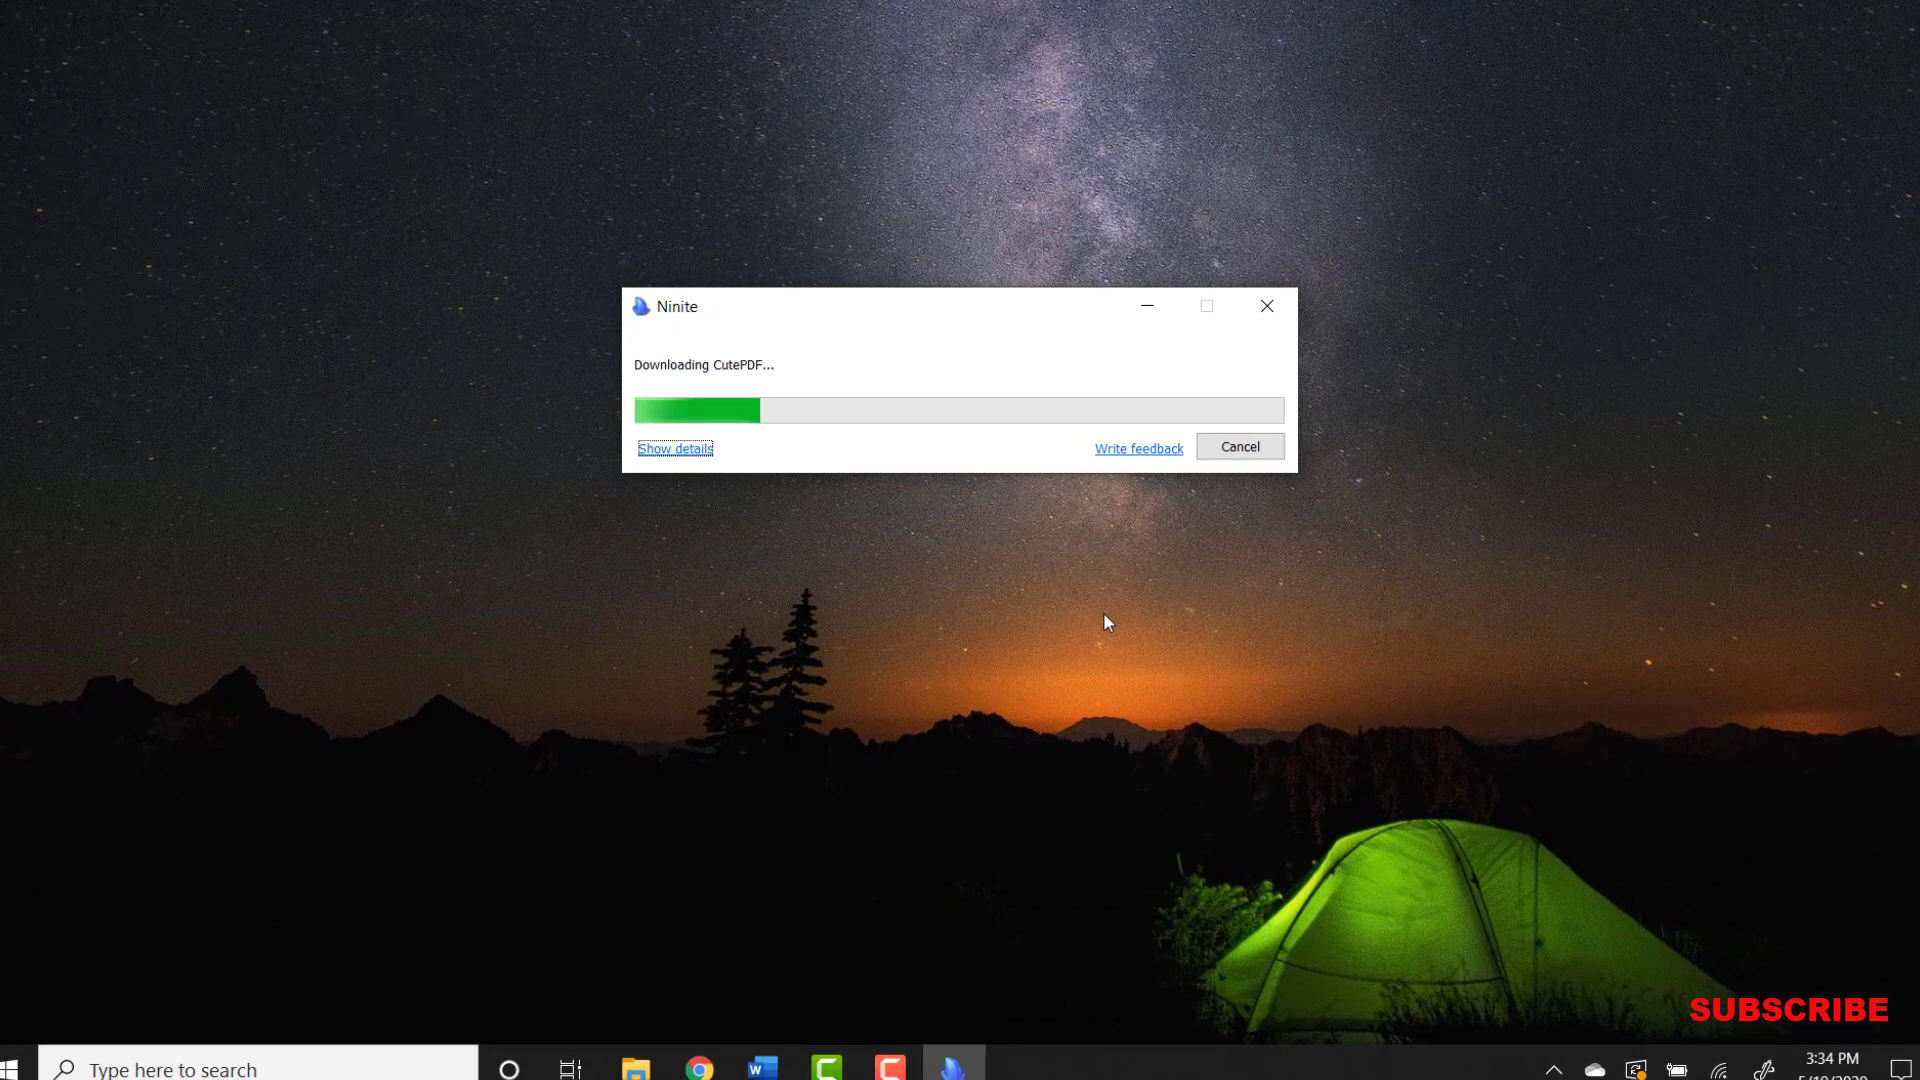 Ninite
Downloading CutePDF...
Show details
Write feedback
Cancel
SUBSCRIBE
Type here to search
3:34 PM